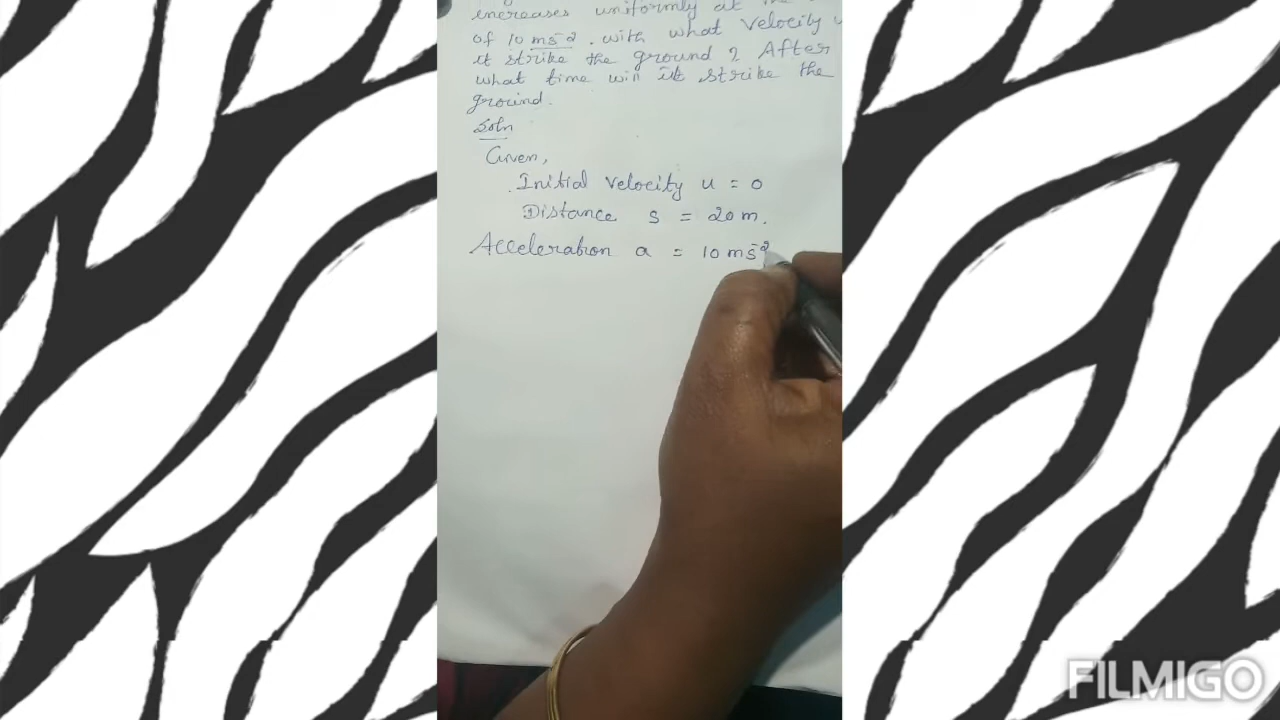 increases uniformly at the
of 10 ms⁻². with what velocity
it strike the ground? After
what time will it strike the
ground.
Soln
Given,
Initial velocity u = 0
Distance s = 20 m.
Acceleration a = 10 ms⁻²
FILMIGO